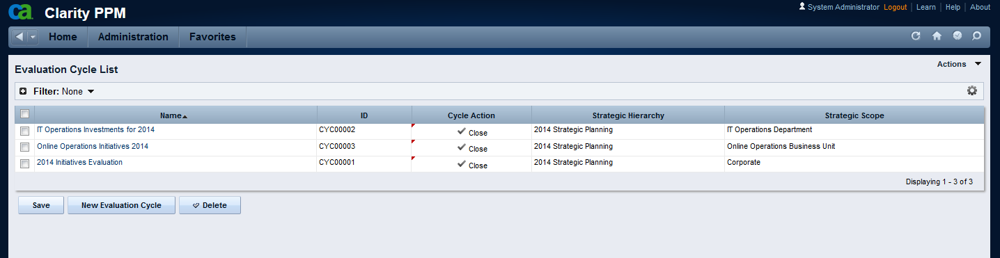 ca Clarity PPM
System Administrator Logout Learn Help About
Home Administration Favorites
Evaluation Cycle List
Actions
Filter: None
Name ID Cycle Action Strategic Hierarchy Strategic Scope
IT Operations Investments for 2014 CYC00002 Close 2014 Strategic Planning IT Operations Department
Online Operations Initiatives 2014 CYC00003 Close 2014 Strategic Planning Online Operations Business Unit
2014 Initiatives Evaluation CYC00001 Close 2014 Strategic Planning Corporate
Displaying 1 - 3 of 3
Save New Evaluation Cycle Delete